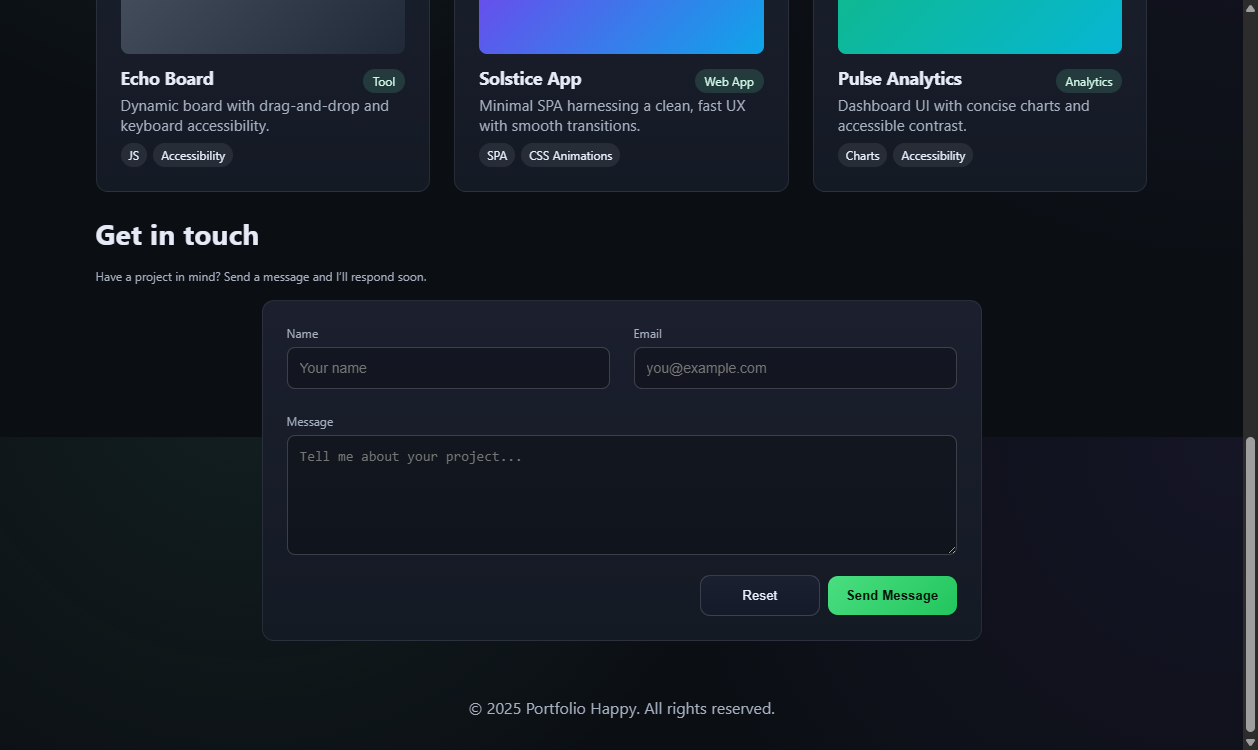 Echo Board
Tool
Dynamic board with drag-and-drop and
keyboard accessibility.
JS
Accessibility
Solstice App
Web App
Minimal SPA harnessing a clean, fast UX
with smooth transitions.
SPA
CSS Animations
Pulse Analytics
Analytics
Dashboard UI with concise charts and
accessible contrast.
Charts
Accessibility
Get in touch
Have a project in mind? Send a message and I’ll respond soon.
Name
Your name
Email
you@example.com
Message
Tell me about your project...
Reset
Send Message
© 2025 Portfolio Happy. All rights reserved.